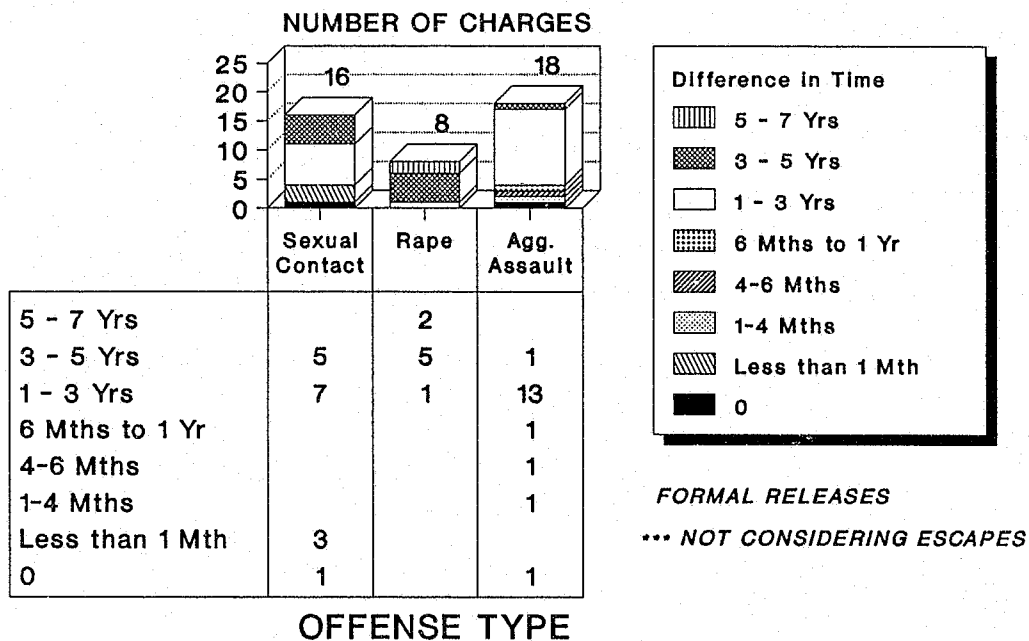 NUMBER OF CHARGES
25
20
15
10
5
0
16
8
18
Sexual Contact Rape Agg. Assault
5 - 7 Yrs 2
3 - 5 Yrs 5 5 1
1 - 3 Yrs 7 1 13
6 Mths to 1 Yr 1
4-6 Mths 1
1-4 Mths 1
Less than 1 Mth 3
0 1 1
OFFENSE TYPE
Difference in Time
5 - 7 Yrs
3 - 5 Yrs
1 - 3 Yrs
6 Mths to 1 Yr
4-6 Mths
1-4 Mths
Less than 1 Mth
0
FORMAL RELEASES
*** NOT CONSIDERING ESCAPES